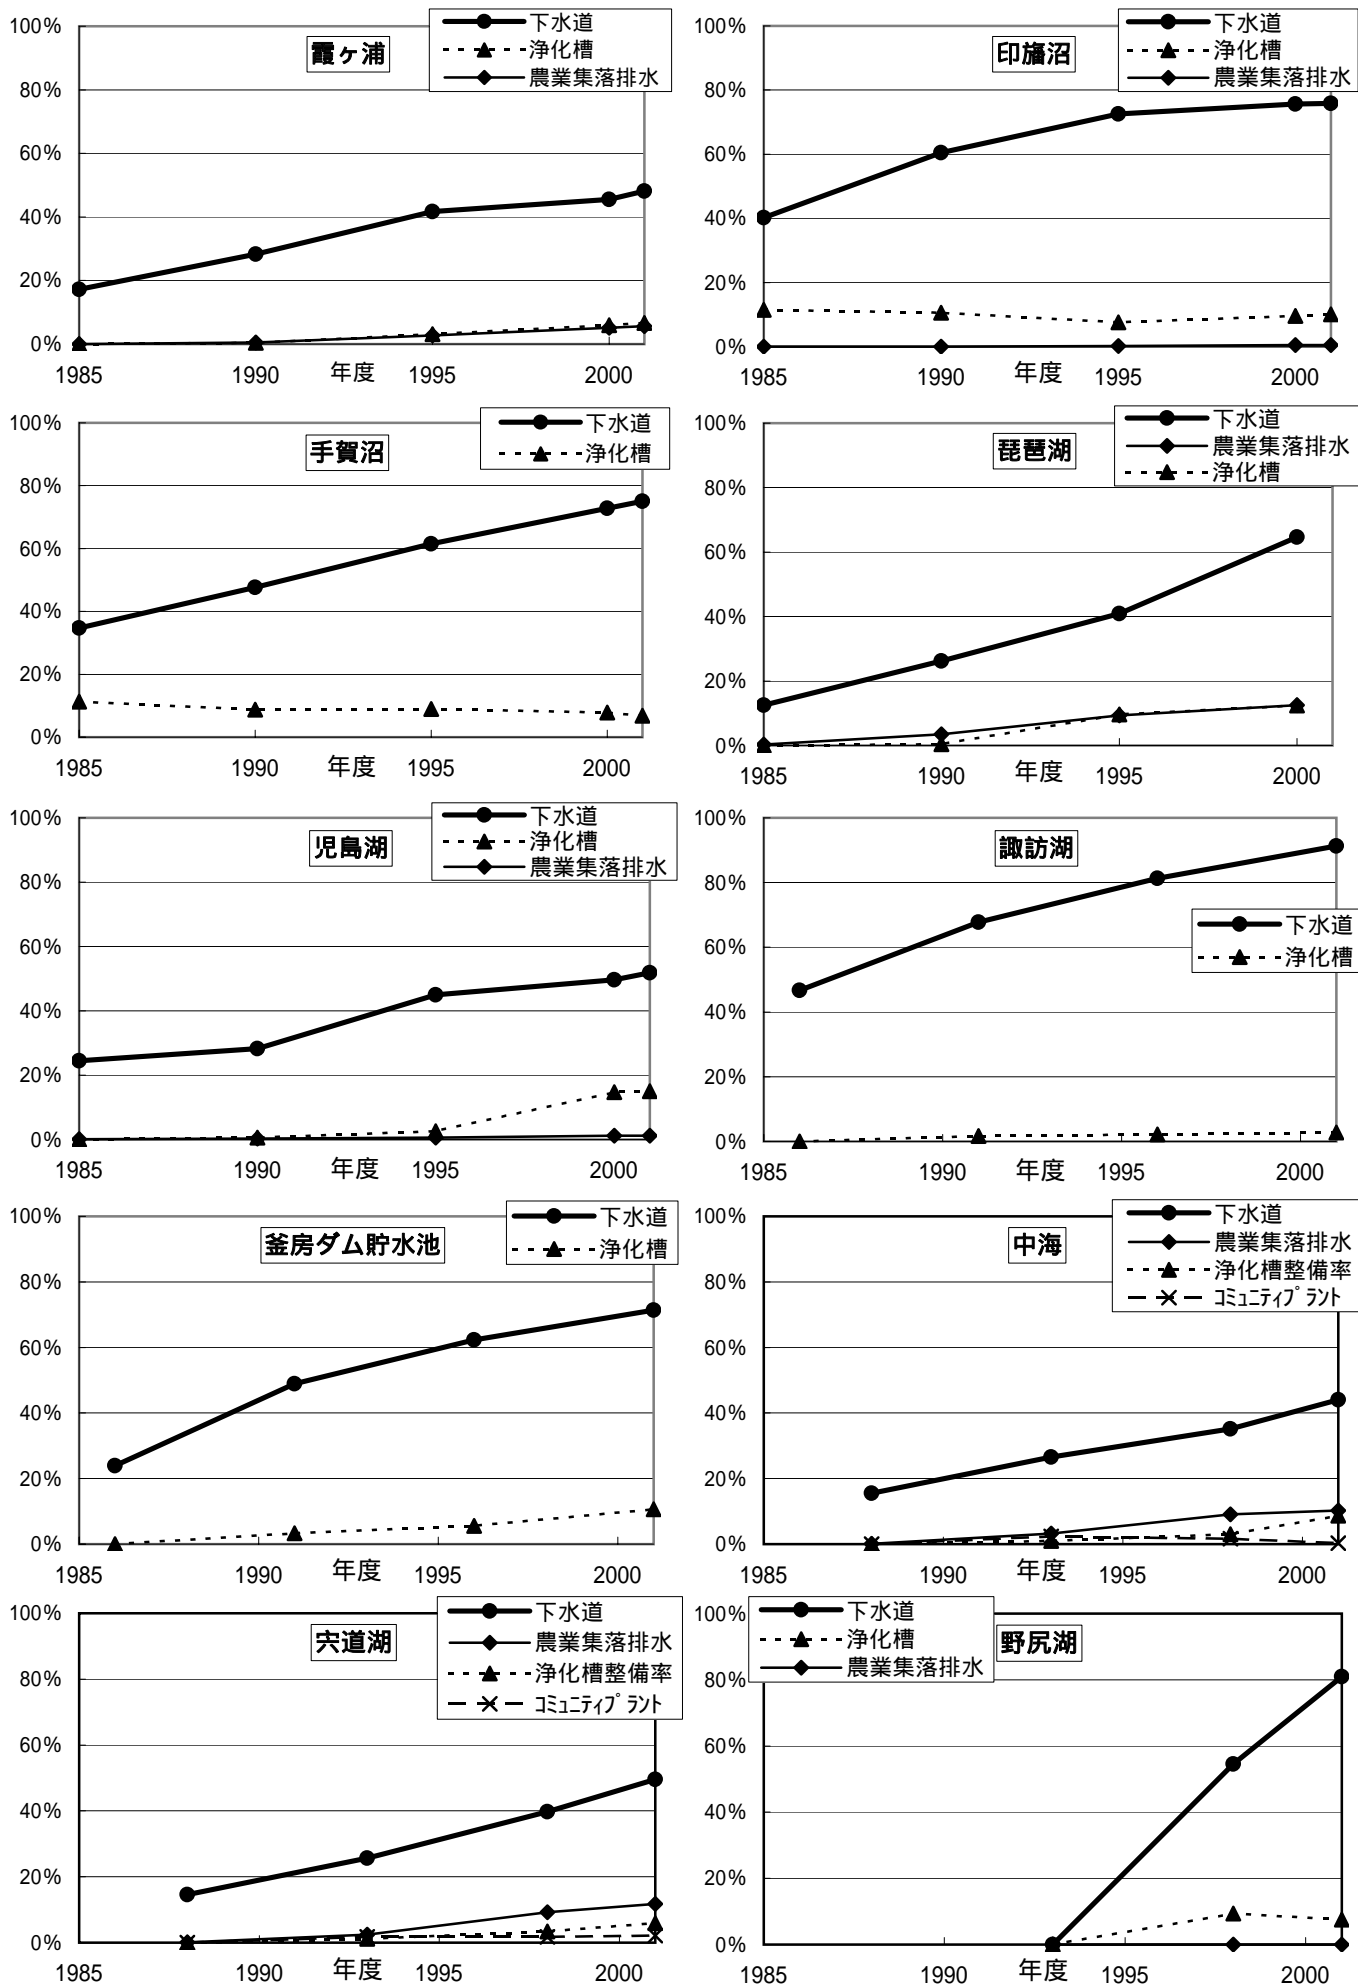 霞ヶ浦
下水道
浄化槽
農業集落排水
100%
80%
60%
40%
20%
0%
1985
1990
年度
1995
2000
印旛沼
下水道
浄化槽
農業集落排水
100%
80%
60%
40%
20%
0%
1985
1990
年度
1995
2000
手賀沼
下水道
浄化槽
100%
80%
60%
40%
20%
0%
1985
1990
年度
1995
2000
琵琶湖
下水道
農業集落排水
浄化槽
100%
80%
60%
40%
20%
0%
1985
1990
年度
1995
2000
児島湖
下水道
浄化槽
農業集落排水
100%
80%
60%
40%
20%
0%
1985
1990
年度
1995
2000
諏訪湖
下水道
浄化槽
100%
80%
60%
40%
20%
0%
1985
1990
年度
1995
2000
釜房ダム貯水池
下水道
浄化槽
100%
80%
60%
40%
20%
0%
1985
1990
年度
1995
2000
中海
下水道
農業集落排水
浄化槽整備率
コミュニティプラント
100%
80%
60%
40%
20%
0%
1985
1990
年度
1995
2000
宍道湖
下水道
農業集落排水
浄化槽整備率
コミュニティプラント
100%
80%
60%
40%
20%
0%
1985
1990
年度
1995
2000
野尻湖
下水道
浄化槽
農業集落排水
100%
80%
60%
40%
20%
0%
1985
1990
年度
1995
2000